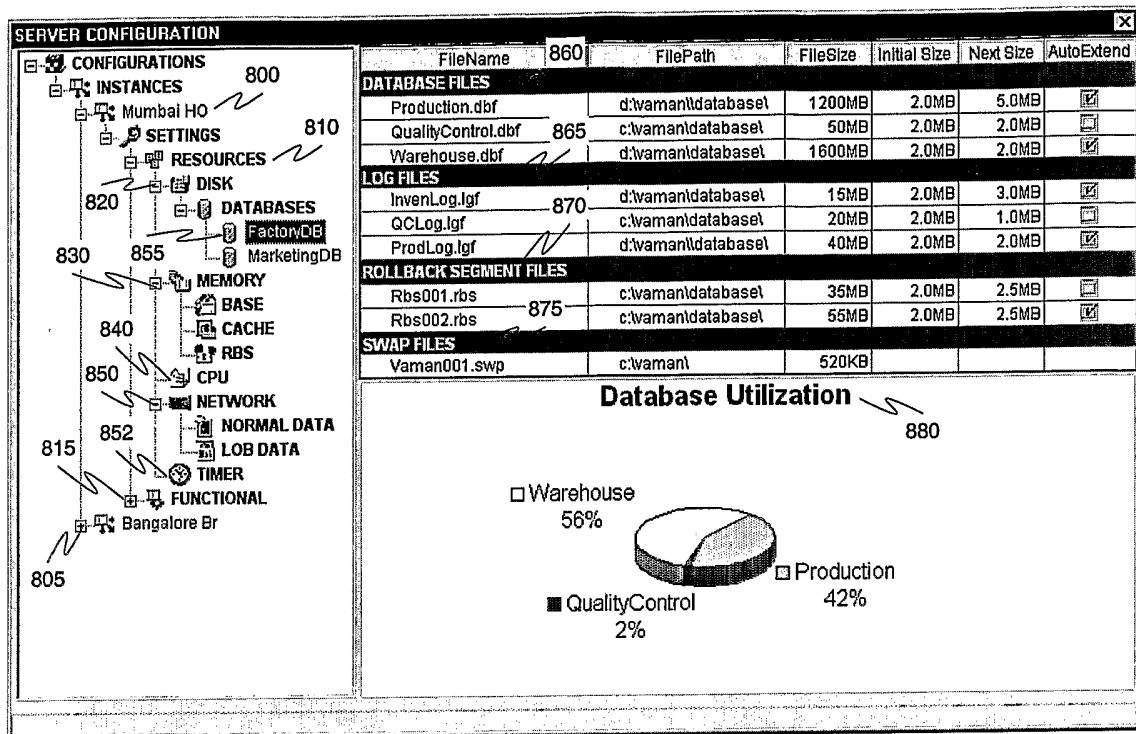 SERVER CONFIGURATION
CONFIGURATIONS
INSTANCES
Mumbai HO
800
SETTINGS
810
RESOURCES
820
DISK
DATABASES
FactoryDB
830
855
MarketingDB
MEMORY
BASE
840
CACHE
RBS
850
CPU
NETWORK
NORMAL DATA
852
LOB DATA
815
TIMER
FUNCTIONAL
Bangalore Br
805
FileName 860 FilePath FileSize Initial Size Next Size AutoExtend
DATABASE FILES
Production.dbf d:\vaman\\database\ 1200MB 2.0MB 5.0MB
QualityControl.dbf 865 c:\vaman\database\ 50MB 2.0MB 2.0MB
Warehouse.dbf d:\vaman\database\ 1600MB 2.0MB 2.0MB
LOG FILES
InvenLog.lgf 870 d:\vaman\database\ 15MB 2.0MB 3.0MB
QCLog.lgf c:\vaman\database\ 20MB 2.0MB 1.0MB
ProdLog.lgf d:\vaman\\database\ 40MB 2.0MB 2.0MB
ROLLBACK SEGMENT FILES
Rbs001.rbs c:\vaman\database\ 35MB 2.0MB 2.5MB
875
Rbs002.rbs c:\vaman\database\ 55MB 2.0MB 2.5MB
SWAP FILES
Vaman001.swp c:\vaman\ 520KB
Database Utilization
880
Warehouse
56%
Production
42%
QualityControl
2%